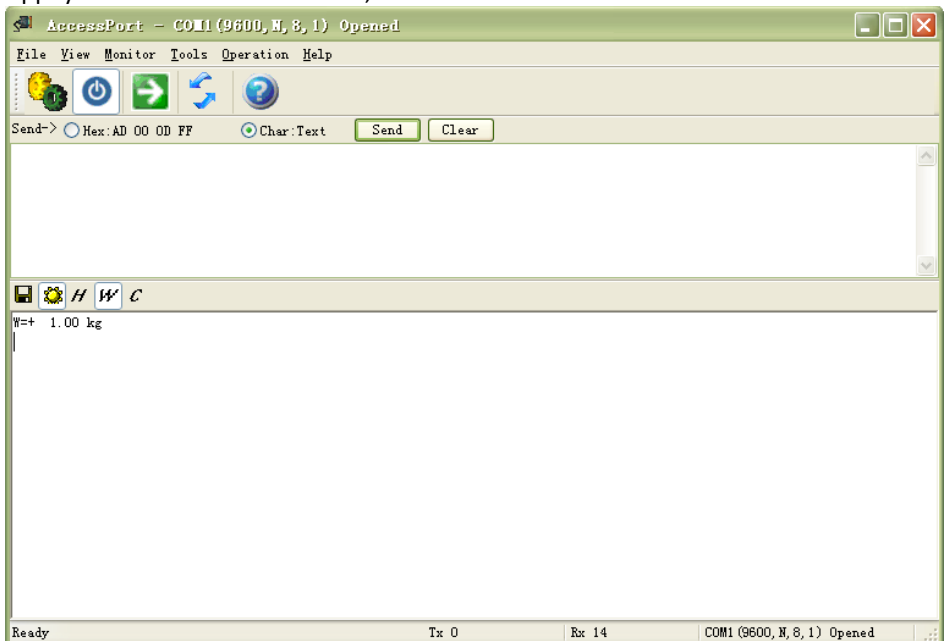 AccessPort - COM1(9600,N,8,1) Opened
File View Monitor Tools Operation Help
Send-> Hex:AD 00 0D FF Char:Text Send Clear
H W C
W=+ 1.00 kg
Ready Tx 0 Rx 14 COM1 (9600,N,8,1) Opened